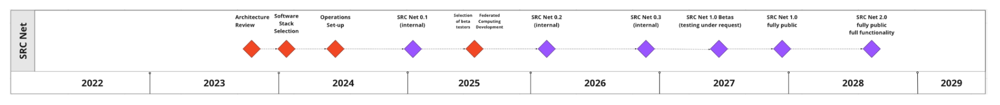 SRC Net
Architecture
Review
Software
Stack
Selection
Operations
Set-up
SRC Net 0.1
(internal)
Selection
of beta
testers
Federated
Computing
Development
SRC Net 0.2
(internal)
SRC Net 0.3
(internal)
SRC Net 1.0 Betas
(testing under request)
SRC Net 1.0
fully public
SRC Net 2.0
fully public
full functionality
2022
2023
2024
2025
2026
2027
2028
2029